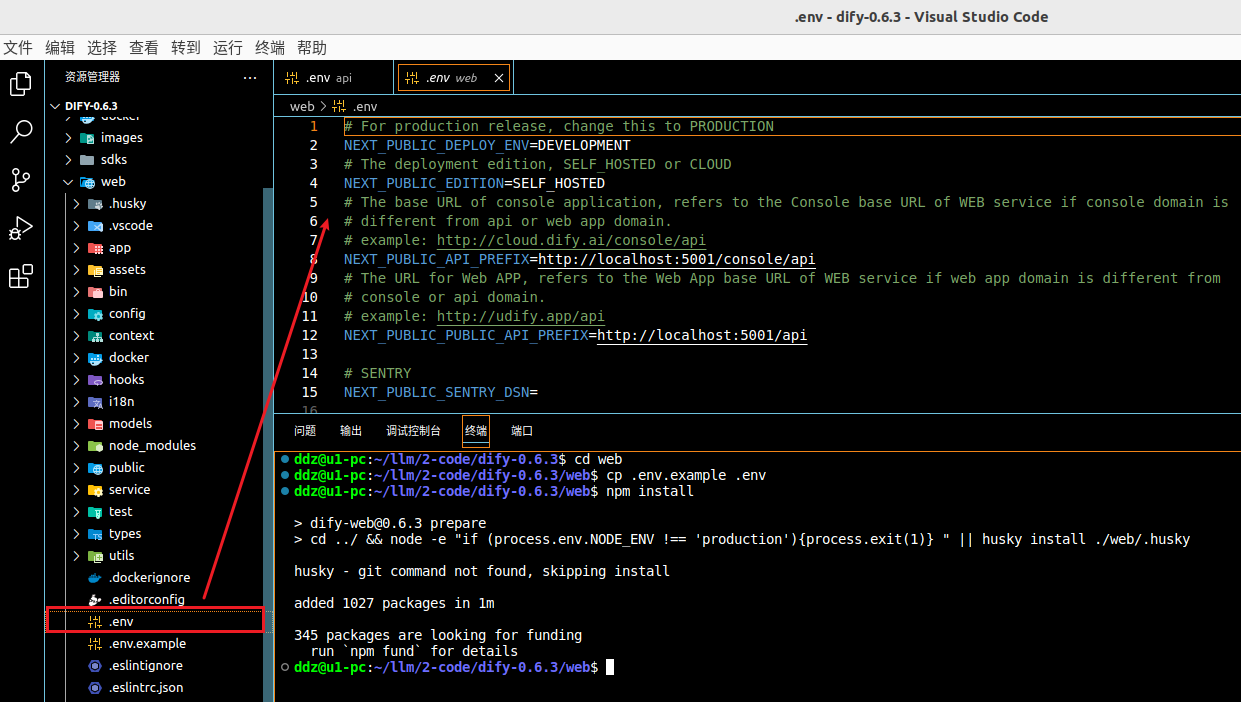 .env - dify-0.6.3 - Visual Studio Code
文件 编辑 选择 查看 转到 运行 终端 帮助
资源管理器 ···
DIFY-0.6.3
docker
images
sdks
web
.husky
.vscode
app
assets
bin
config
context
docker
hooks
i18n
models
node_modules
public
service
test
types
utils
.dockerignore
.editorconfig
.env
.env.example
.eslintignore
.eslintrc.json
.env api
.env web
web > .env
1 # For production release, change this to PRODUCTION
2 NEXT_PUBLIC_DEPLOY_ENV=DEVELOPMENT
3 # The deployment edition, SELF_HOSTED or CLOUD
4 NEXT_PUBLIC_EDITION=SELF_HOSTED
5 # The base URL of console application, refers to the Console base URL of WEB service if console domain is
6 # different from api or web app domain.
7 # example: http://cloud.dify.ai/console/api
8 NEXT_PUBLIC_API_PREFIX=http://localhost:5001/console/api
9 # The URL for Web APP, refers to the Web App base URL of WEB service if web app domain is different from
10 # console or api domain.
11 # example: http://udify.app/api
12 NEXT_PUBLIC_PUBLIC_API_PREFIX=http://localhost:5001/api
13
14 # SENTRY
15 NEXT_PUBLIC_SENTRY_DSN=
16
问题 输出 调试控制台 终端 端口
ddz@u1-pc:~/llm/2-code/dify-0.6.3$ cd web
ddz@u1-pc:~/llm/2-code/dify-0.6.3/web$ cp .env.example .env
ddz@u1-pc:~/llm/2-code/dify-0.6.3/web$ npm install
> dify-web@0.6.3 prepare
> cd ../ && node -e "if (process.env.NODE_ENV !== 'production'){process.exit(1)} " || husky install ./web/.husky
husky - git command not found, skipping install
added 1027 packages in 1m
345 packages are looking for funding
run `npm fund` for details
ddz@u1-pc:~/llm/2-code/dify-0.6.3/web$